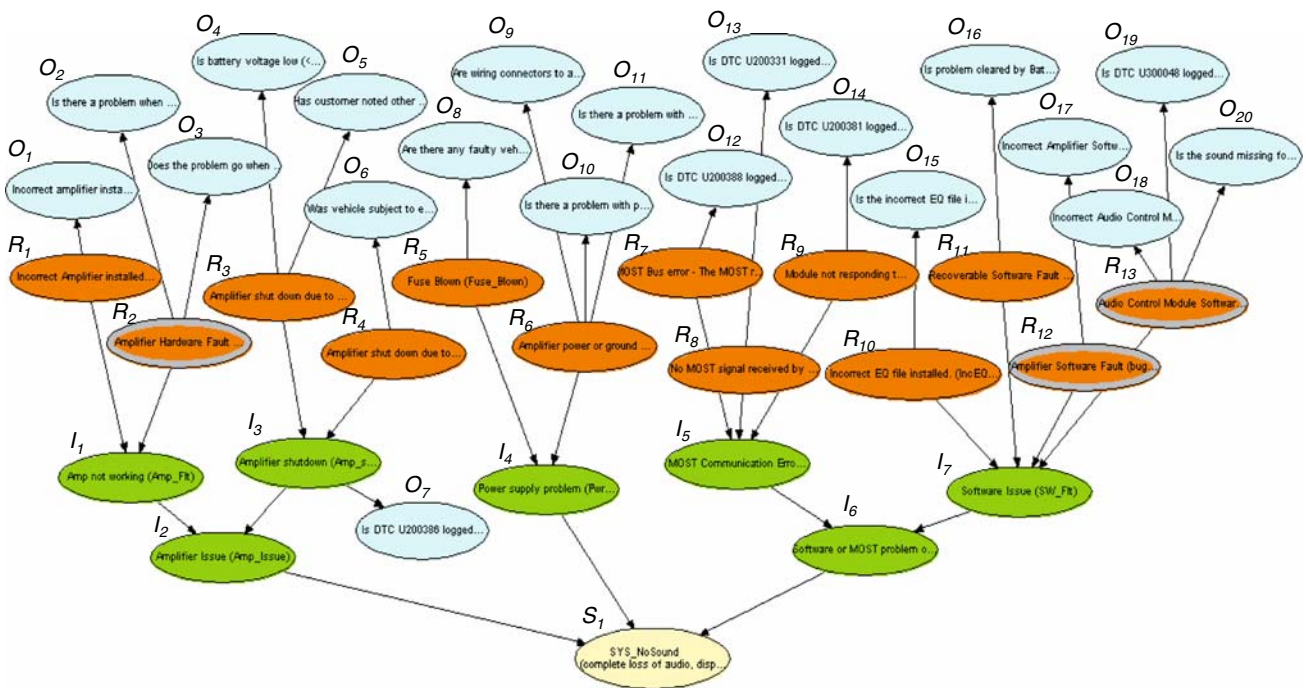 O4
Is battery voltage low (<...
O9
Are wiring connectors to a...
O13
Is DTC U200331 logged...
O16
Is problem cleared by Bat...
O19
Is DTC U300048 logged...
O2
Is there a problem when ...
O5
Has customer noted other ...
O11
Is there a problem with ...
O14
Is DTC U200381 logged...
O17
Incorrect Amplifier Softw...
O3
Does the problem go when ...
O8
Are there any faulty veh...
O12
Is DTC U200388 logged...
O20
Is the sound missing fo...
O1
Incorrect amplifier insta...
O6
Was vehicle subject to e...
O10
Is there a problem with p...
O15
Is the incorrect EQ file i...
O18
Incorrect Audio Control M...
R1
Incorrect Amplifier installed...
R3
Amplifier shut down due to ...
R5
Fuse Blown (Fuse_Blown)
R7
MOST Bus error - The MOST r...
R9
Module not responding t...
R11
Recoverable Software Fault ...
R13
Audio Control Module Softwar...
R2
Amplifier Hardware Fault ...
R4
Amplifier shut down due to...
R6
Amplifier power or ground ...
R8
No MOST signal received by ...
R10
Incorrect EQ file installed. (IncEQ...
R12
Amplifier Software Fault (bug...
I1
Amp not working (Amp_Flt)
I3
Amplifier shutdown (Amp_s...
I4
Power supply problem (Pwr...
I5
MOST Communication Erro...
I7
Software Issue (SW_Flt)
I2
Amplifier Issue (Amp_Issue)
O7
Is DTC U200386 logged...
I6
Software or MOST problem o...
S1
SYS_NoSound
(complete loss of audio, disp...